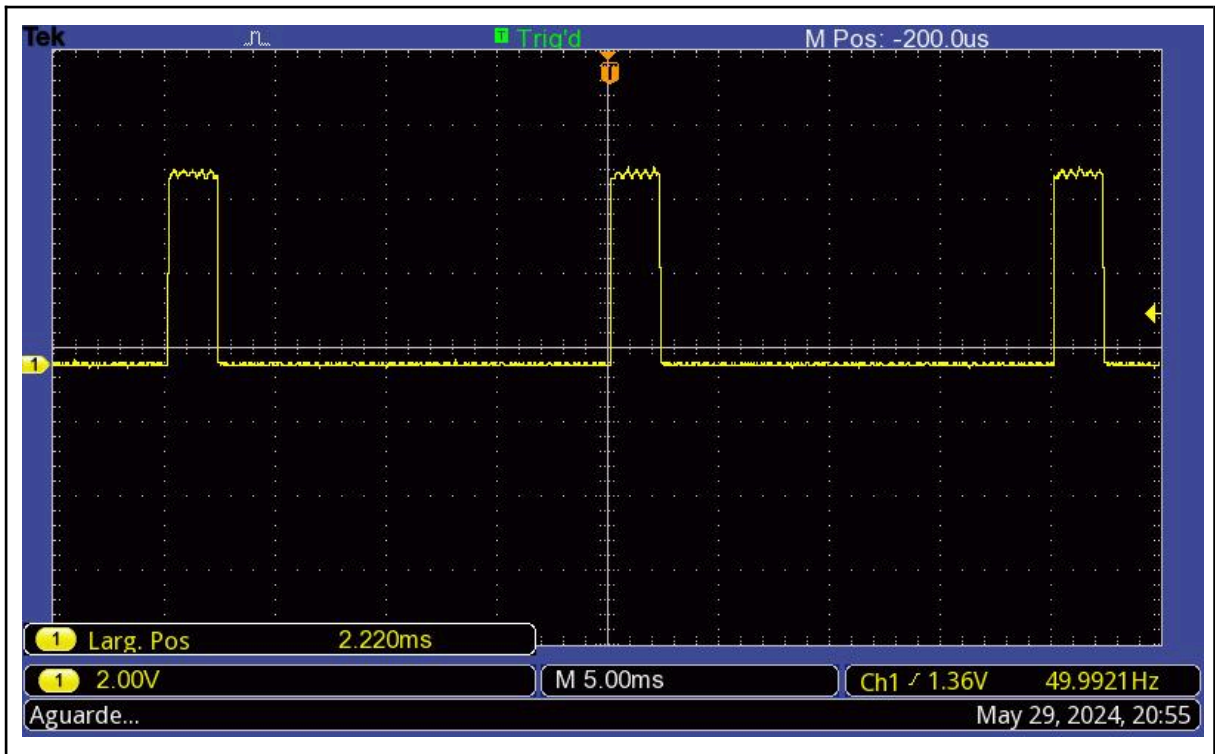 Tek T Trig'd M Pos: -200.0us
T
1
1 Larg. Pos 2.220ms
1 2.00V M 5.00ms Ch1 1.36V 49.9921Hz
Aguarde... May 29, 2024, 20:55